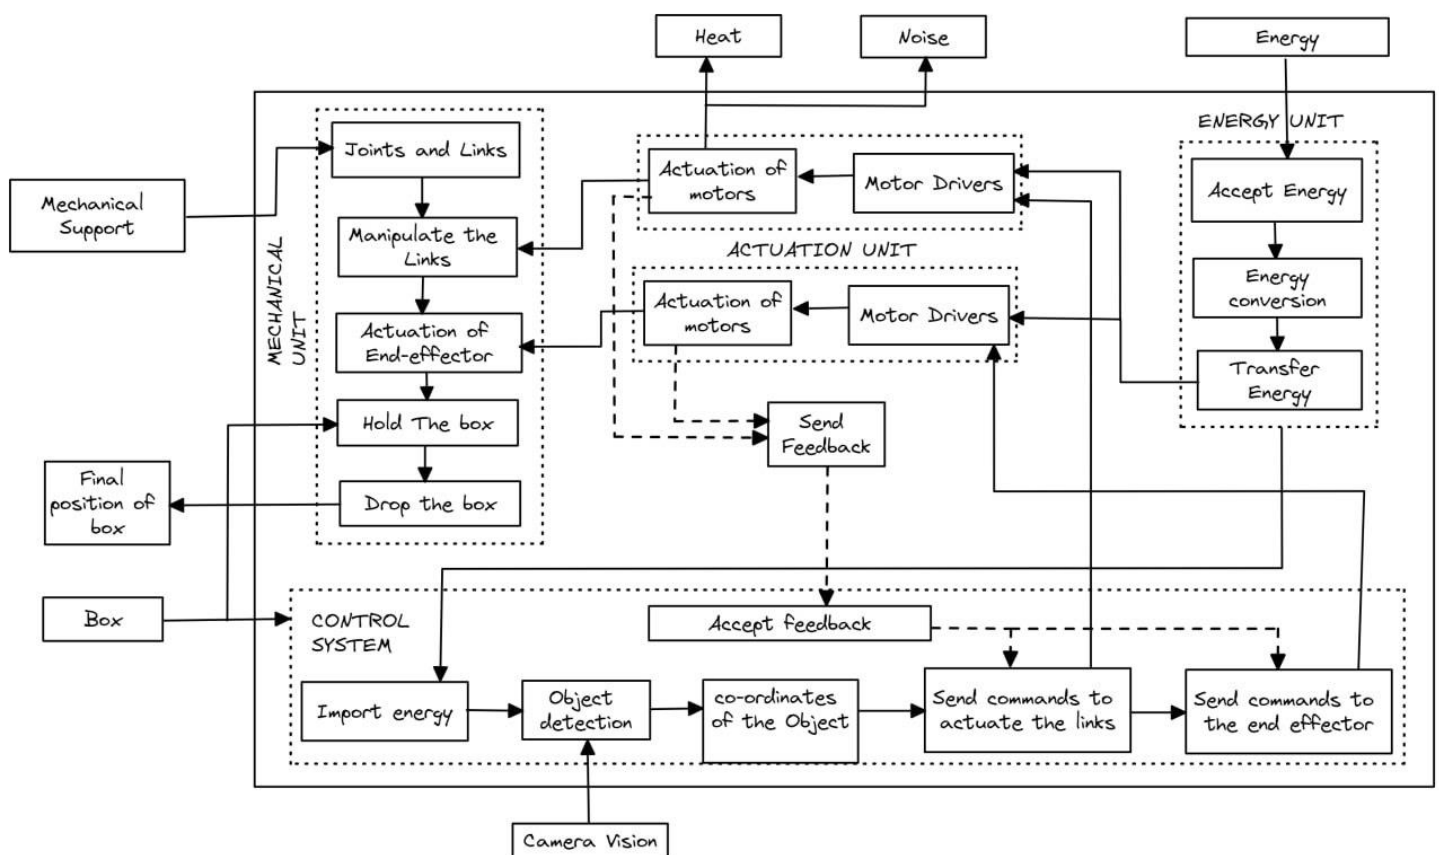 Heat
Noise
Energy
ENERGY UNIT
Joints and Links
Actuation of
motors
Motor Drivers
Accept Energy
Mechanical
Support
Manipulate the
Links
ACTUATION UNIT
MECHANICAL
UNIT
Energy
conversion
Actuation of
motors
Motor Drivers
Actuation of
End-effector
Transfer
Energy
Hold The box
Send
Feedback
Final
position of
box
Drop the box
Box
CONTROL
SYSTEM
Accept feedback
Import energy
Object
detection
co-ordinates
of the Object
Send commands to
actuate the links
Send commands to
the end effector
Camera Vision